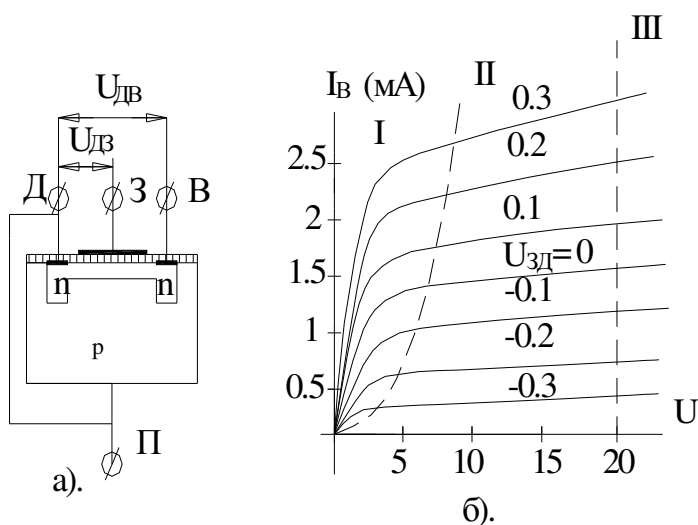 U_ДВ
U_ДЗ
Д З В
n n
р
П
а).
I_В (мА)
I
II
III
0.3
0.2
0.1
U_ЗД=0
-0.1
-0.2
-0.3
2.5
2
1.5
1
0.5
5 10 15 20
U
б).